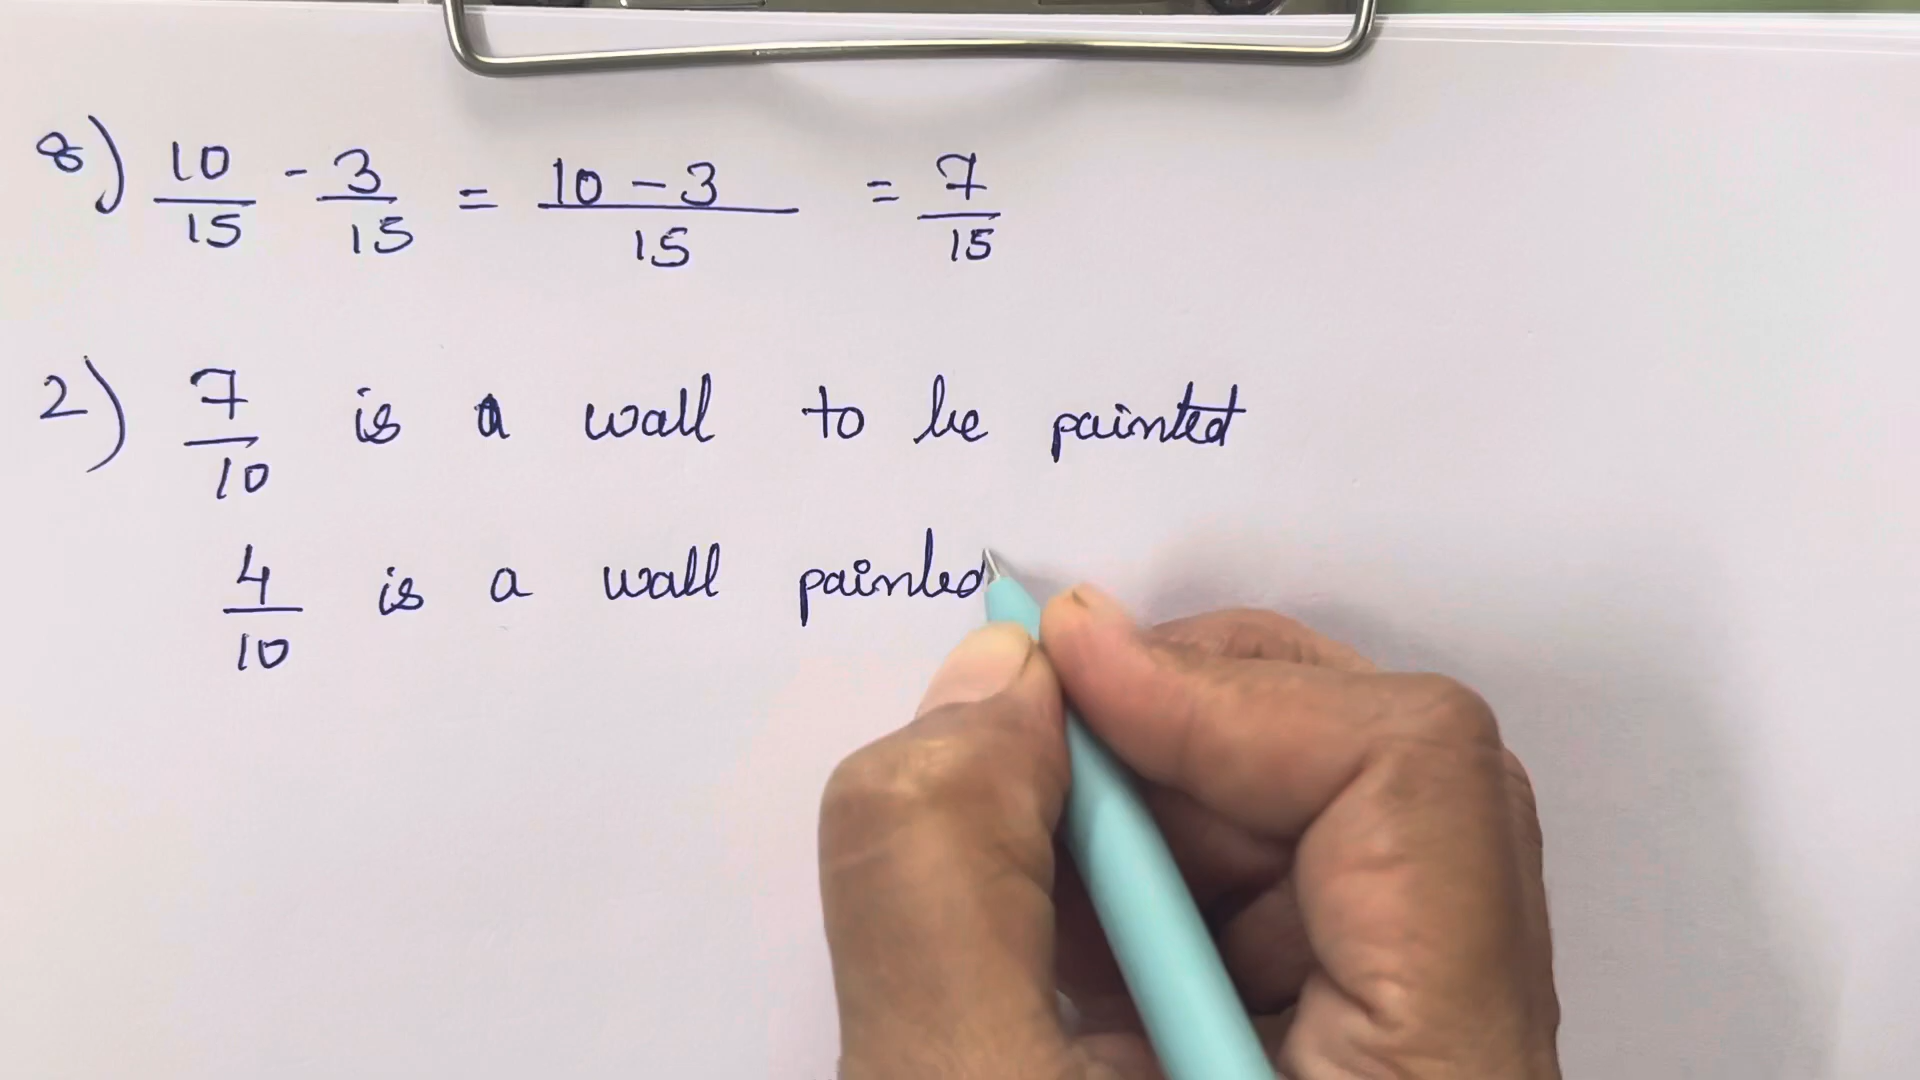 8) 10/15 - 3/15 = 10 - 3/15 = 7/15
2) 7/10 is a wall to be painted
4/10 is a wall painted